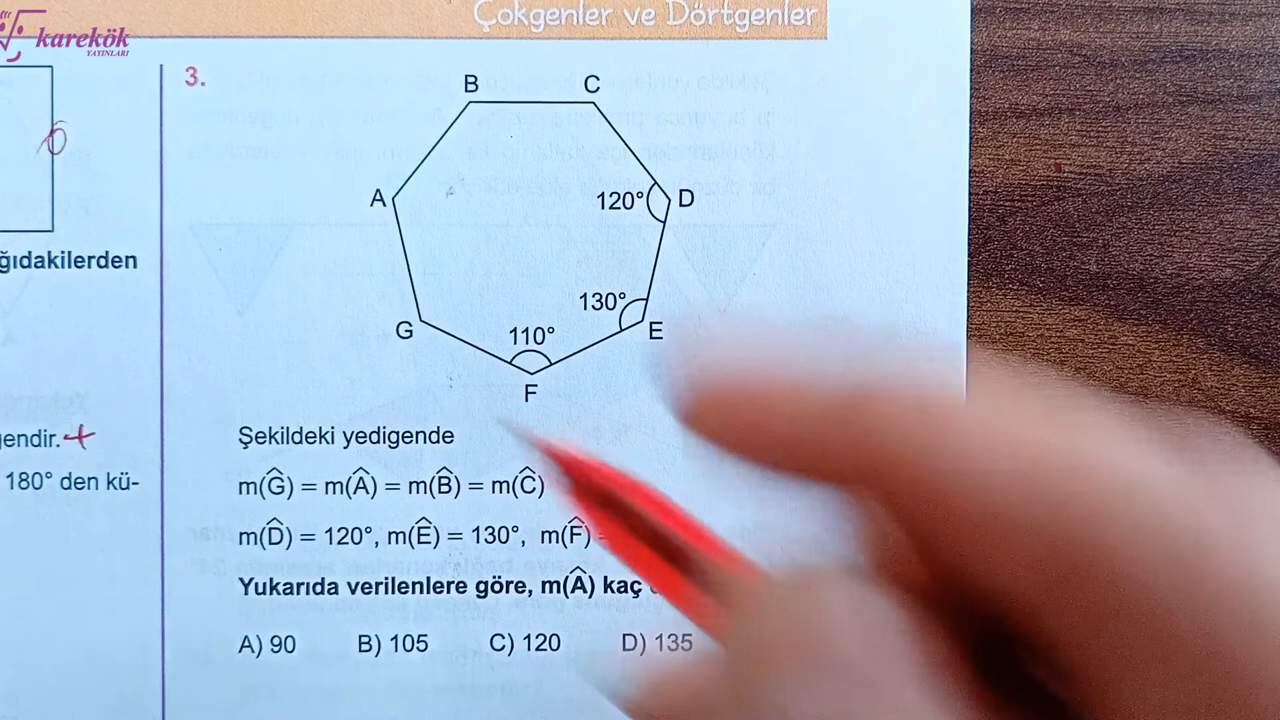 Çokgenler ve Dörtgenler
karekök
YAYINLARI
ğıdakilerden
gendir.
180° den kü-
3.
B
C
A
120°
D
130°
G
110°
E
F
Şekildeki yedigende
m(Ĝ) = m(Â) = m(B̂) = m(Ĉ)
m(D̂) = 120°, m(Ê) = 130°, m(F̂)
Yukarıda verilenlere göre, m(Â) kaç
A) 90 B) 105 C) 120 D) 135